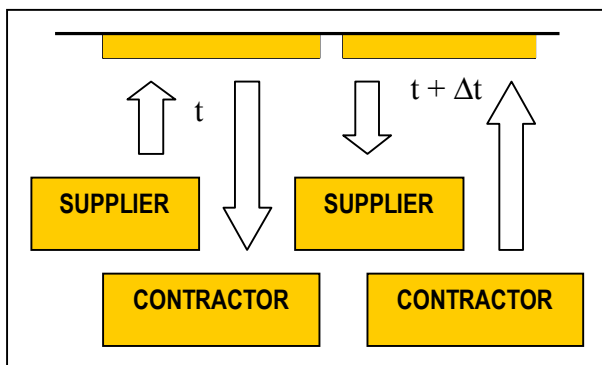 t
t + Δt
SUPPLIER
SUPPLIER
CONTRACTOR
CONTRACTOR